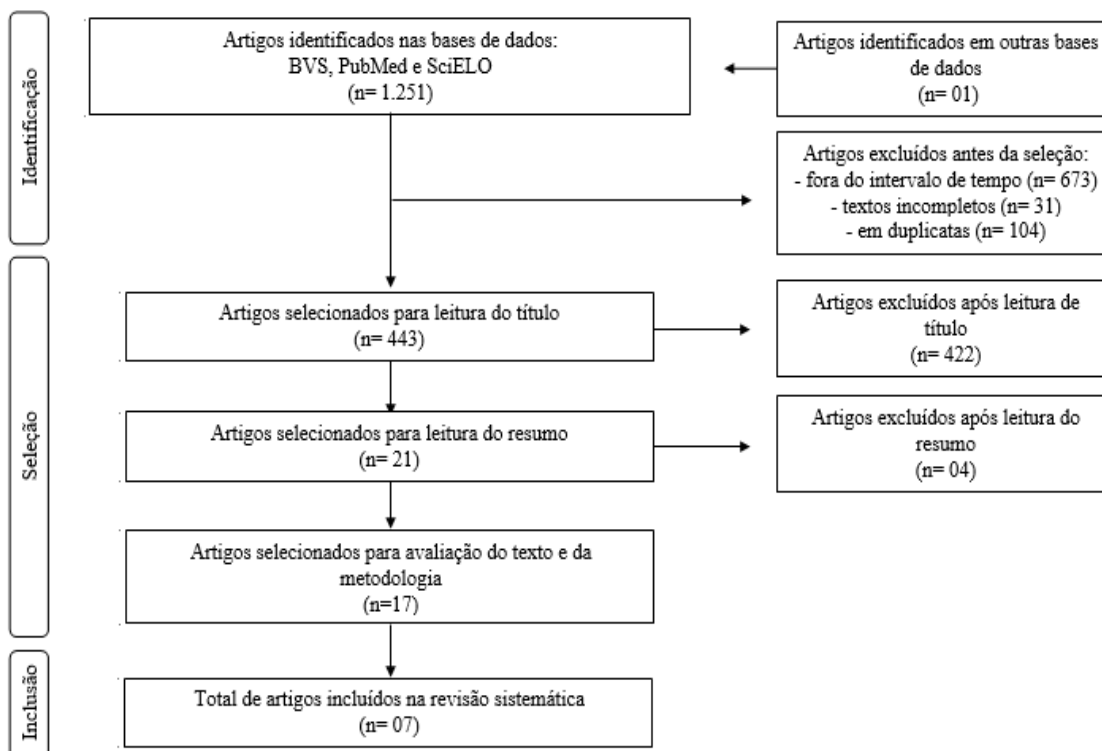 Identificação
Artigos identificados nas bases de dados:
BVS, PubMed e SciELO
(n= 1.251)
Artigos identificados em outras bases
de dados
(n= 01)
Artigos excluídos antes da seleção:
- fora do intervalo de tempo (n= 673)
- textos incompletos (n= 31)
- em duplicatas (n= 104)
Seleção
Artigos selecionados para leitura do título
(n= 443)
Artigos excluídos após leitura de
título
(n= 422)
Artigos selecionados para leitura do resumo
(n= 21)
Artigos excluídos após leitura do
resumo
(n= 04)
Artigos selecionados para avaliação do texto e da
metodologia
(n=17)
Inclusão
Total de artigos incluídos na revisão sistemática
(n= 07)